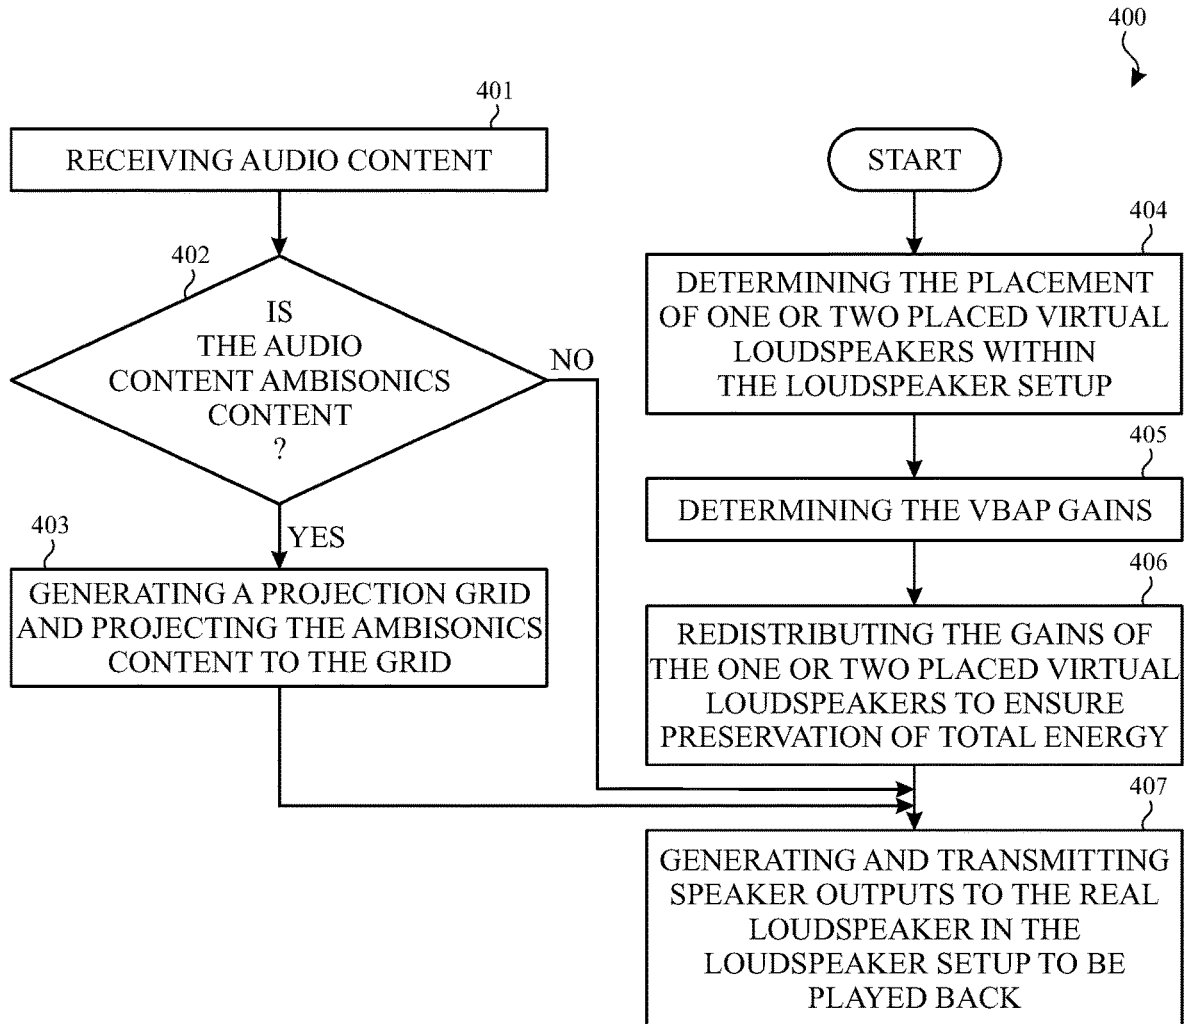 400
401
RECEIVING AUDIO CONTENT
402
IS
THE AUDIO
CONTENT AMBISONICS
CONTENT
?
NO
YES
403
GENERATING A PROJECTION GRID
AND PROJECTING THE AMBISONICS
CONTENT TO THE GRID
START
404
DETERMINING THE PLACEMENT
OF ONE OR TWO PLACED VIRTUAL
LOUDSPEAKERS WITHIN
THE LOUDSPEAKER SETUP
405
DETERMINING THE VBAP GAINS
406
REDISTRIBUTING THE GAINS OF
THE ONE OR TWO PLACED VIRTUAL
LOUDSPEAKERS TO ENSURE
PRESERVATION OF TOTAL ENERGY
407
GENERATING AND TRANSMITTING
SPEAKER OUTPUTS TO THE REAL
LOUDSPEAKER IN THE
LOUDSPEAKER SETUP TO BE
PLAYED BACK